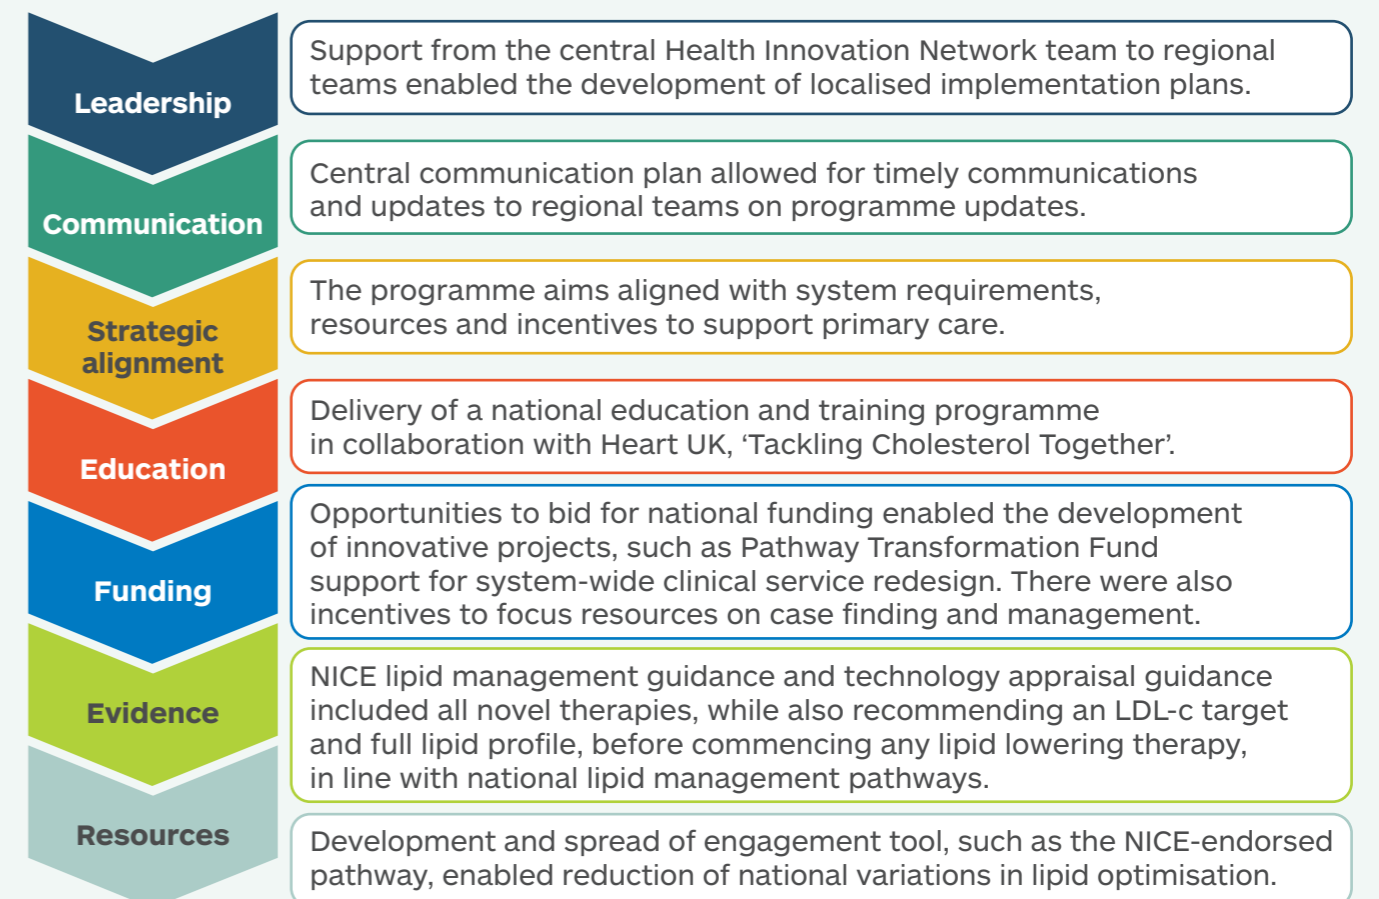 Leadership
Support from the central Health Innovation Network team to regional
teams enabled the development of localised implementation plans.
Communication
Central communication plan allowed for timely communications
and updates to regional teams on programme updates.
Strategic
alignment
The programme aims aligned with system requirements,
resources and incentives to support primary care.
Education
Delivery of a national education and training programme
in collaboration with Heart UK, ‘Tackling Cholesterol Together’.
Funding
Opportunities to bid for national funding enabled the development
of innovative projects, such as Pathway Transformation Fund
support for system-wide clinical service redesign. There were also
incentives to focus resources on case finding and management.
Evidence
NICE lipid management guidance and technology appraisal guidance
included all novel therapies, while also recommending an LDL-c target
and full lipid profile, before commencing any lipid lowering therapy,
in line with national lipid management pathways.
Resources
Development and spread of engagement tool, such as the NICE-endorsed
pathway, enabled reduction of national variations in lipid optimisation.